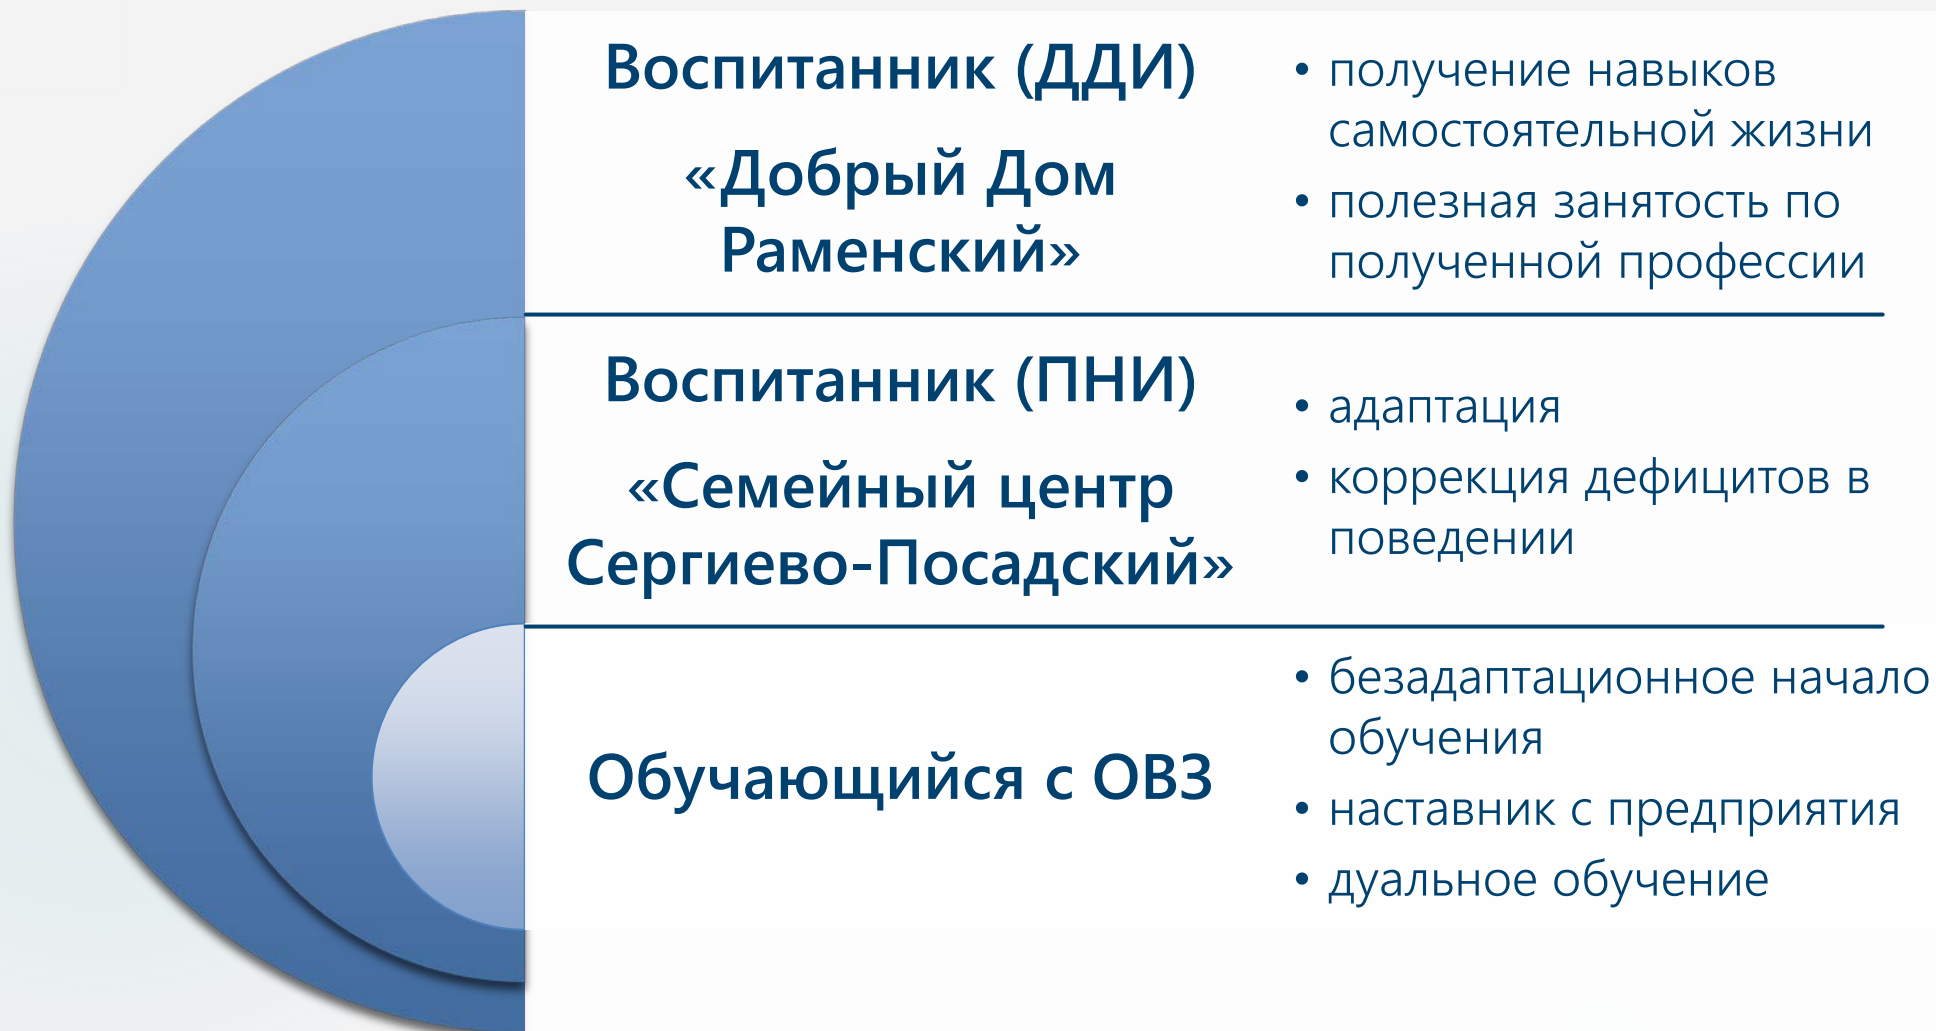 Воспитанник (ДДИ)
«Добрый Дом
Раменский»
• получение навыков
самостоятельной жизни
• полезная занятость по
полученной профессии
Воспитанник (ПНИ)
«Семейный центр
Сергиево-Посадский»
• адаптация
• коррекция дефицитов в
поведении
Обучающийся с ОВЗ
• безадаптационное начало
обучения
• наставник с предприятия
• дуальное обучение